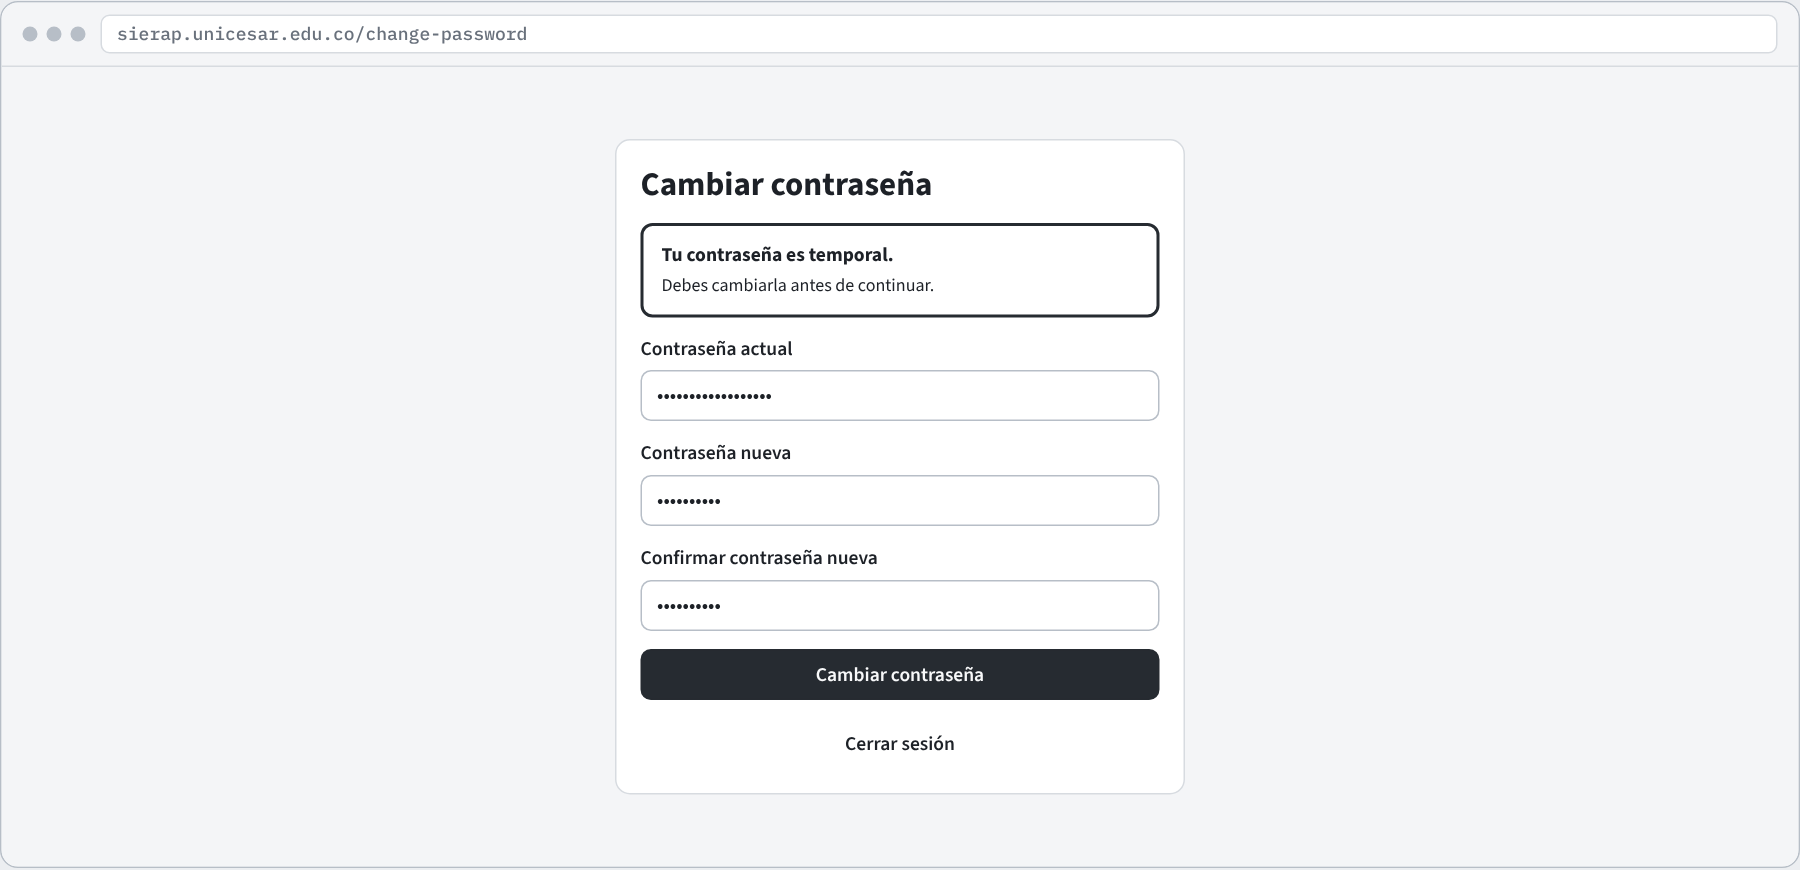 sierap.unicesar.edu.co/change-password
Cambiar contraseña
Tu contraseña es temporal.
Debes cambiarla antes de continuar.
Contraseña actual
••••••••••••••••••
Contraseña nueva
••••••••••
Confirmar contraseña nueva
••••••••••
Cambiar contraseña
Cerrar sesión